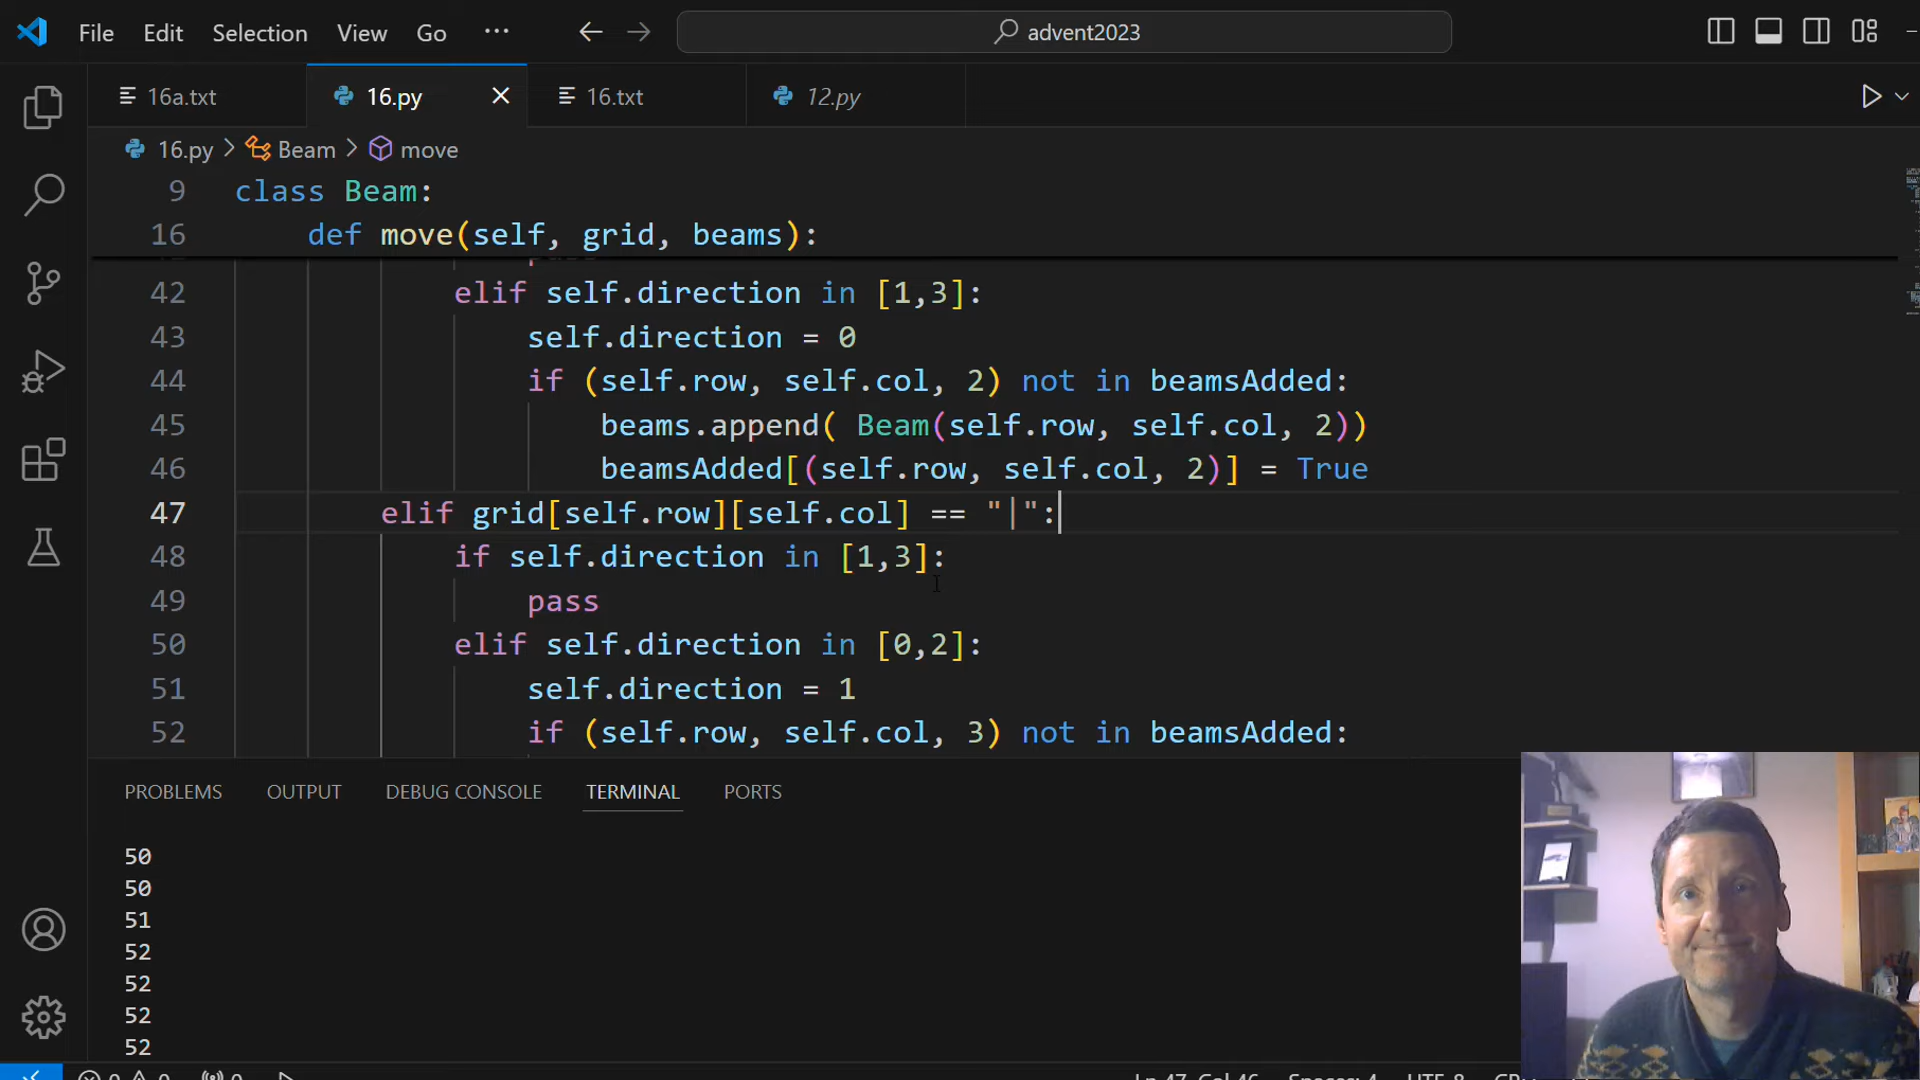 File Edit Selection View Go ··· advent2023
16a.txt 16.py 16.txt 12.py
16.py > Beam > move
9 class Beam:
16 def move(self, grid, beams):
42 elif self.direction in [1,3]:
43 self.direction = 0
44 if (self.row, self.col, 2) not in beamsAdded:
45 beams.append( Beam(self.row, self.col, 2))
46 beamsAdded[(self.row, self.col, 2)] = True
47 elif grid[self.row][self.col] == "|":
48 if self.direction in [1,3]:
49 pass
50 elif self.direction in [0,2]:
51 self.direction = 1
52 if (self.row, self.col, 3) not in beamsAdded:
PROBLEMS OUTPUT DEBUG CONSOLE TERMINAL PORTS
50
50
51
52
52
52
52